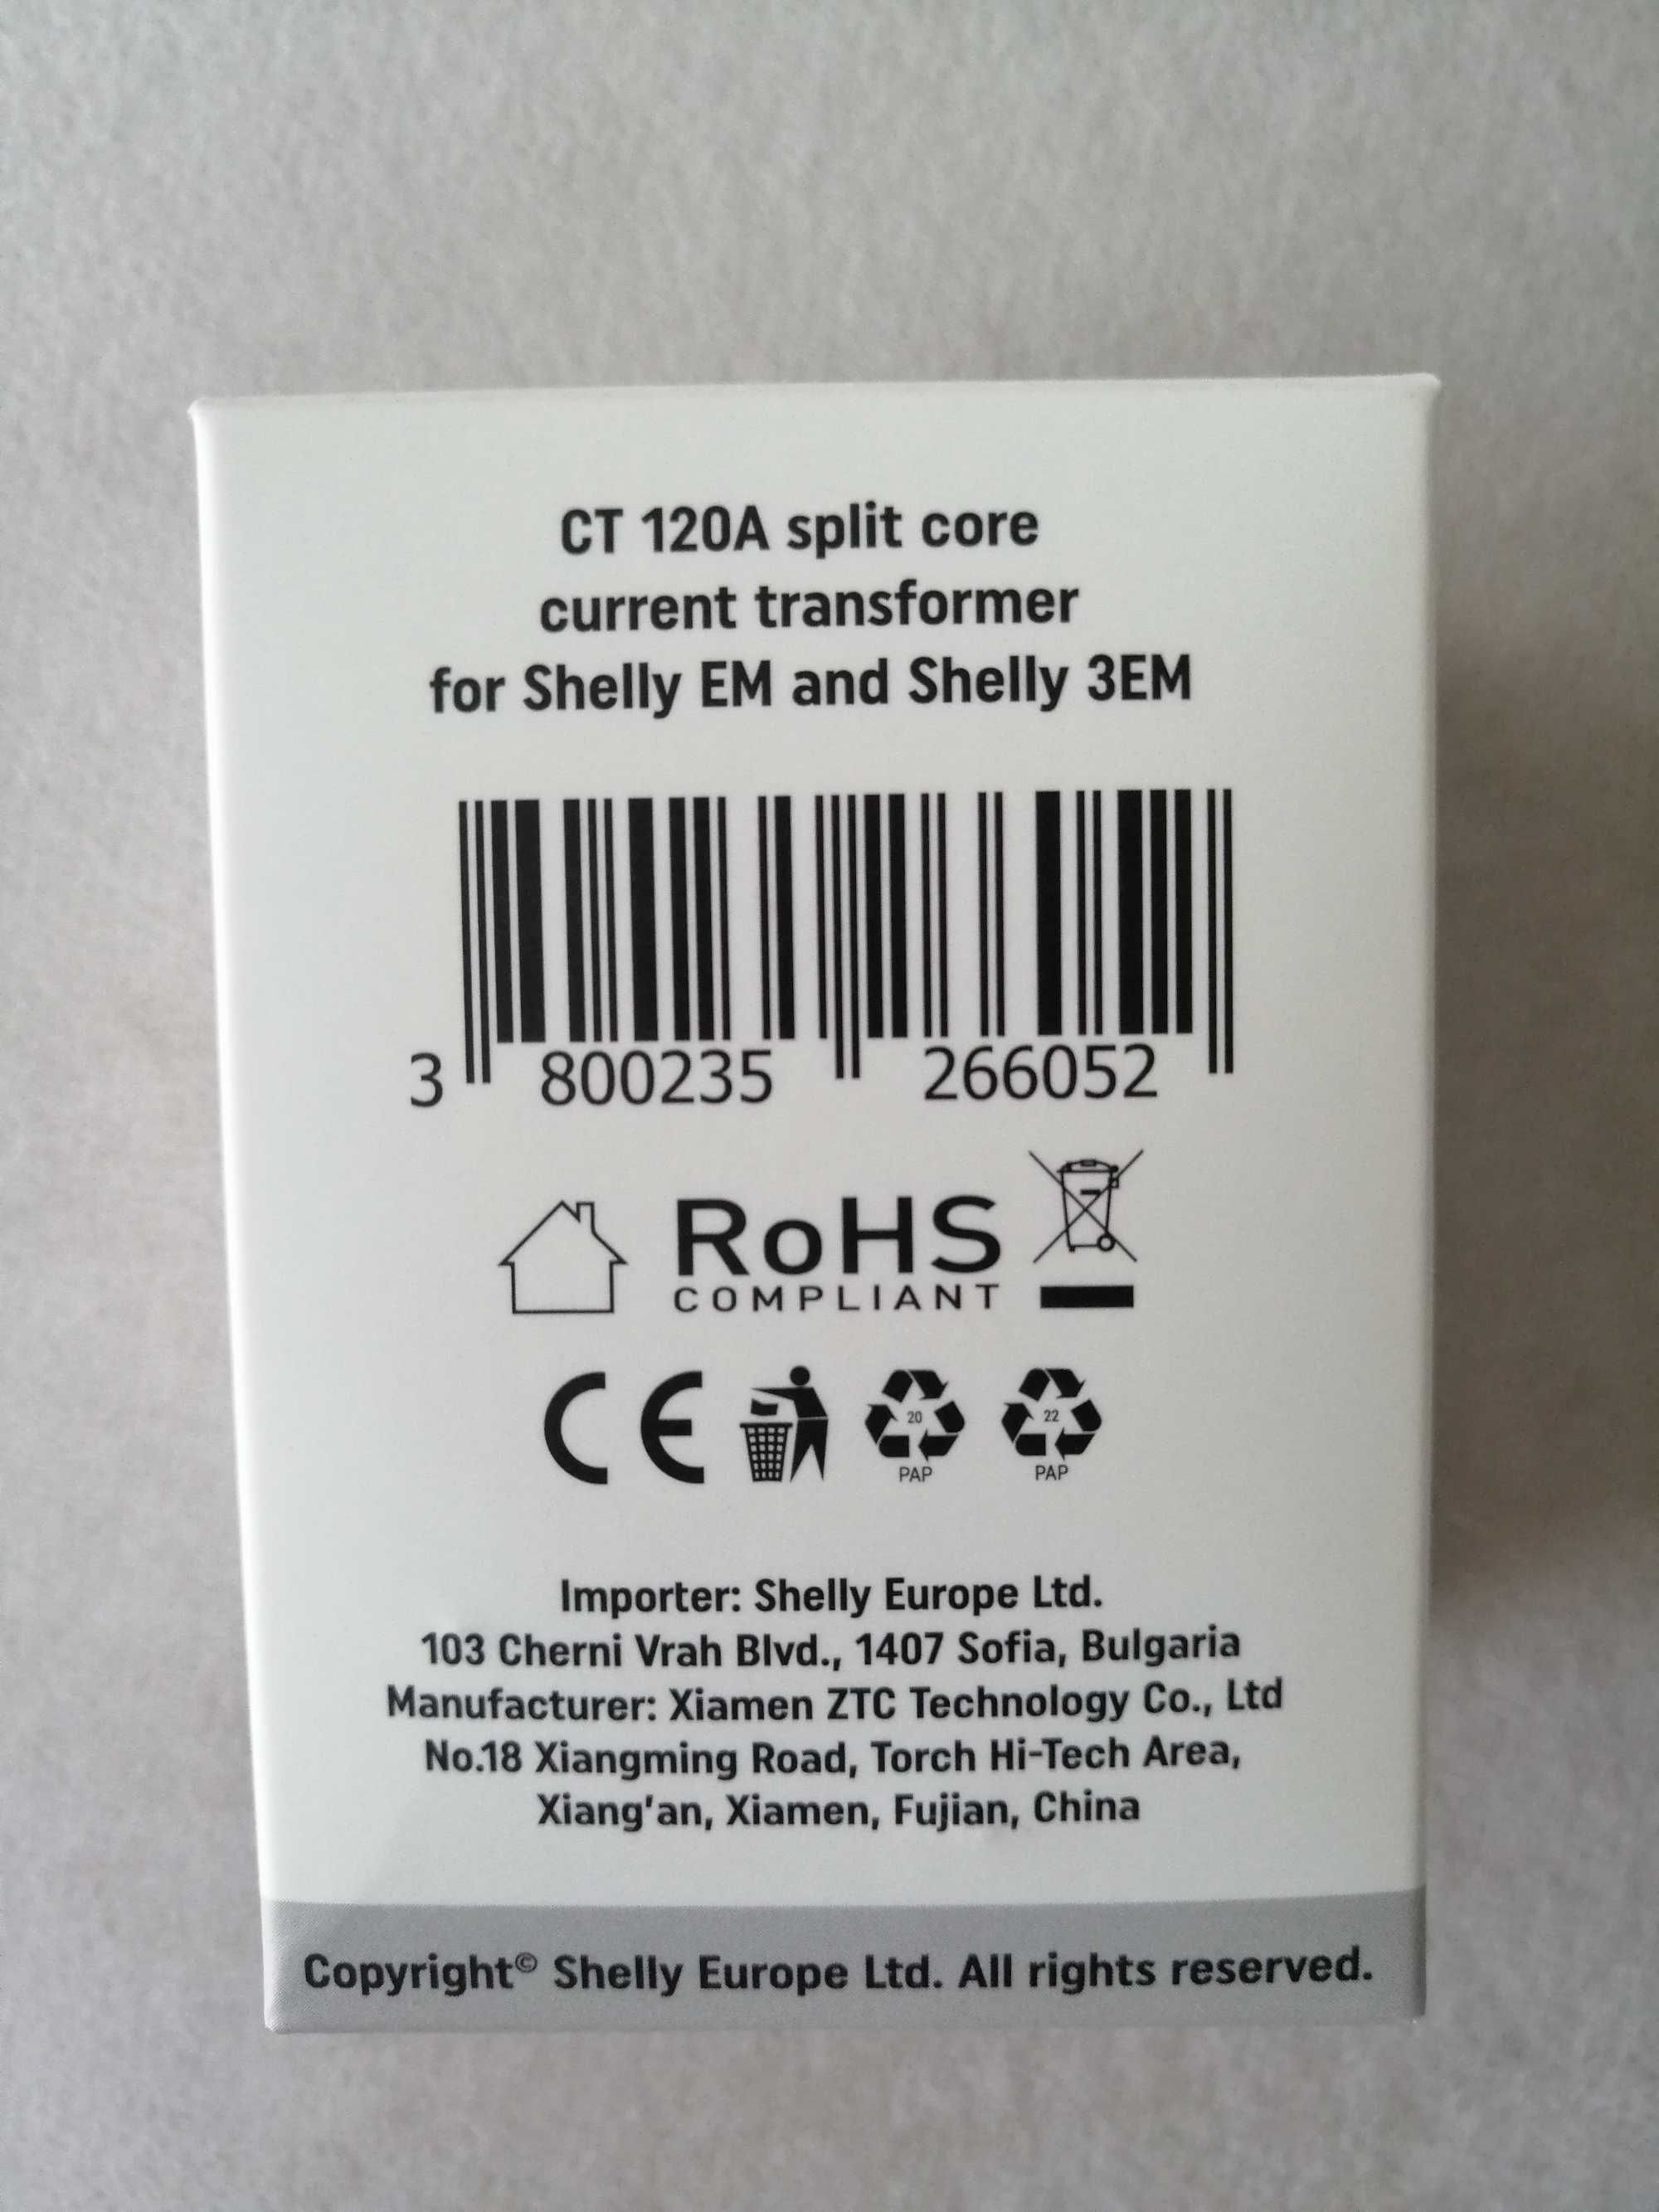 CT 120A split core
current transformer
for Shelly EM and Shelly 3EM
3 800235 266052
RoHS
COMPLIANT
CE 20 22
PAP PAP
Importer: Shelly Europe Ltd.
103 Cherni Vrah Blvd., 1407 Sofia, Bulgaria
Manufacturer: Xiamen ZTC Technology Co., Ltd
No.18 Xiangming Road, Torch Hi-Tech Area,
Xiang'an, Xiamen, Fujian, China
Copyright© Shelly Europe Ltd. All rights reserved.